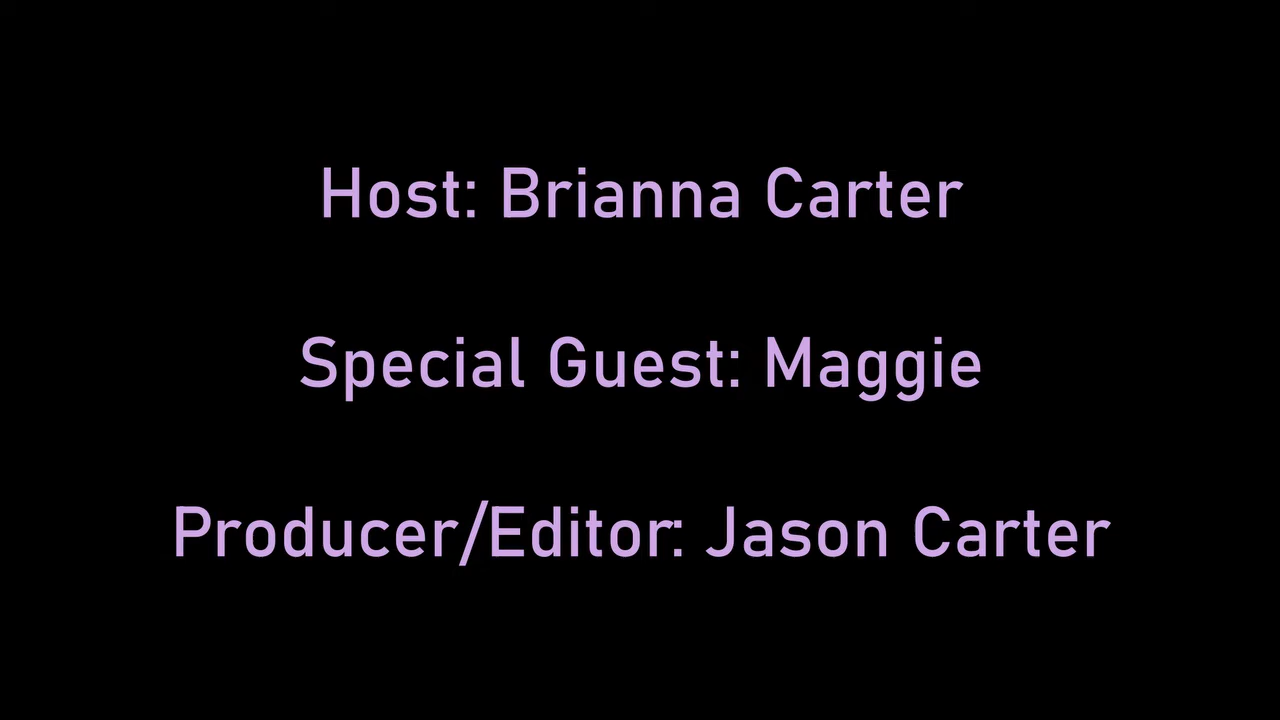 Host: Brianna Carter
Special Guest: Maggie
Producer/Editor: Jason Carter